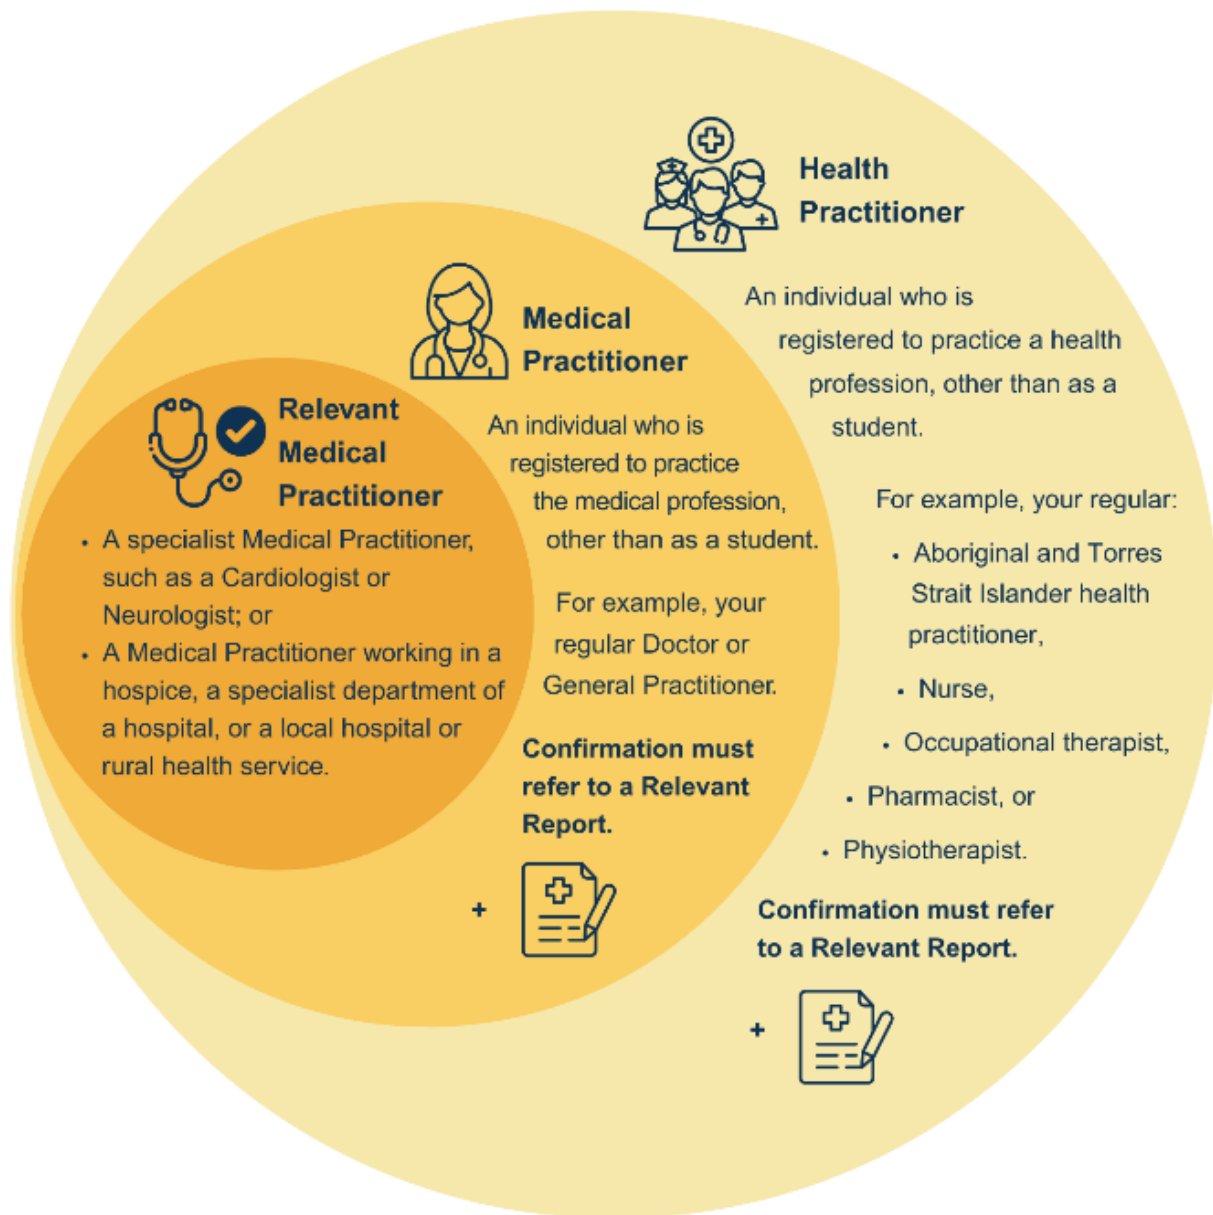 Health
Practitioner
An individual who is
registered to practice a health
profession, other than as a
student.
For example, your regular:
• Aboriginal and Torres
Strait Islander health
practitioner,
• Nurse,
• Occupational therapist,
• Pharmacist, or
• Physiotherapist.
Confirmation must refer
to a Relevant Report.
+
Medical
Practitioner
An individual who is
registered to practice
the medical profession,
other than as a student.
For example, your
regular Doctor or
General Practitioner.
Confirmation must
refer to a Relevant
Report.
+
Relevant
Medical
Practitioner
• A specialist Medical Practitioner,
such as a Cardiologist or
Neurologist; or
• A Medical Practitioner working in a
hospice, a specialist department of
a hospital, or a local hospital or
rural health service.